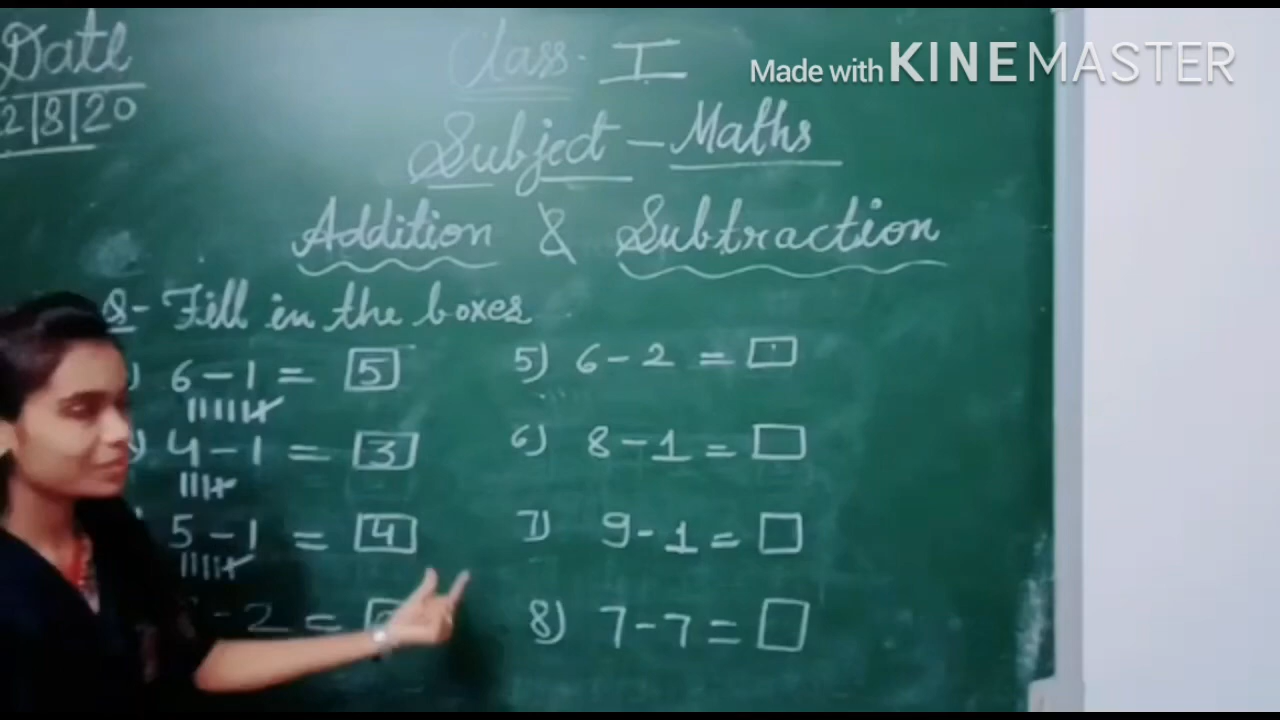 Date
2|8|20
Class. I
Made with KINEMASTER
Subject - Maths
Addition & Subtraction
Q- Fill in the boxes
) 6 - 1 = 5
) 4 - 1 = 3
5 - 1 = 4
- 2 =
5) 6 - 2 =
6) 8 - 1 =
7) 9 - 1 =
8) 7 - 7 =